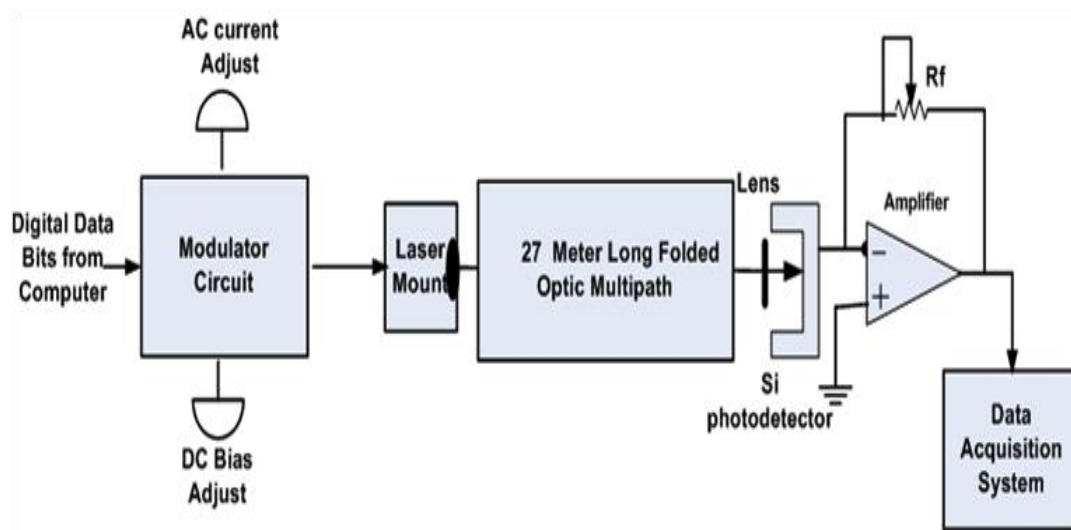 AC current
Adjust
Digital Data
Bits from
Computer
Modulator
Circuit
DC Bias
Adjust
Laser
Mount
27 Meter Long Folded
Optic Multipath
Lens
Si
photodetector
Rf
Amplifier
−
+
Data
Acquisition
System